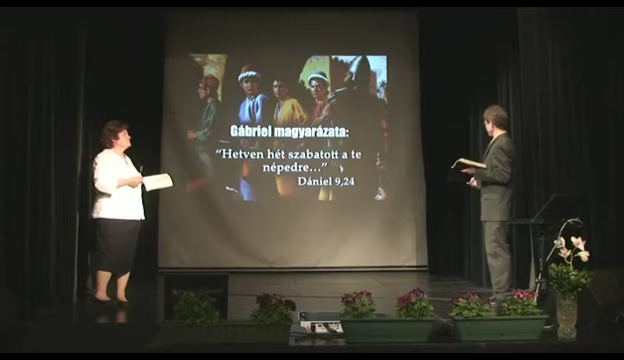 Gábriel magyarázata:
“Hetven hét szabatott a te
népedre…”
Dániel 9,24